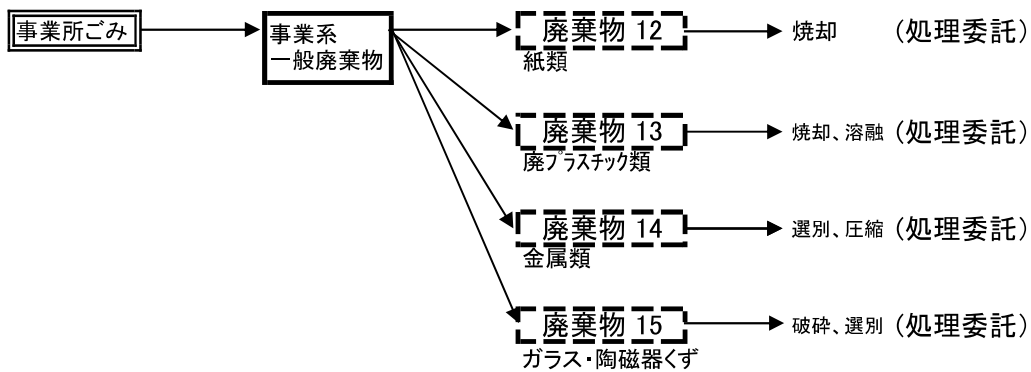 事業所ごみ
事業系
一般廃棄物
廃棄物 12
紙類
焼却 (処理委託)
廃棄物 13
廃プラスチック類
焼却、溶融 (処理委託)
廃棄物 14
金属類
選別、圧縮 (処理委託)
廃棄物 15
ガラス・陶磁器くず
破砕、選別 (処理委託)